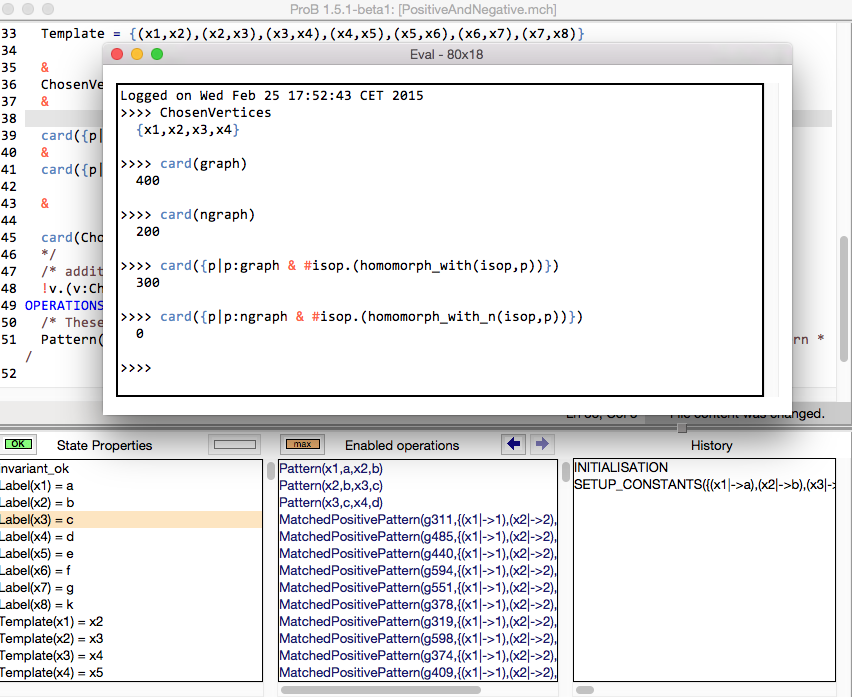 ProB 1.5.1-beta1: [PositiveAndNegative.mch]
33 Template = {(x1,x2),(x2,x3),(x3,x4),(x4,x5),(x5,x6),(x6,x7),(x7,x8)}
34
35 &
36 ChosenVe
37 &
38
39 card({p|
40 &
41 card({p|
42
43 &
44
45 card(Cho
46 */
47 /* addit
48 !v.(v:Ch
49 OPERATIONS
50 /* These
51 Pattern( rn *
/
52
Eval - 80x18
Logged on Wed Feb 25 17:52:43 CET 2015
>>>> ChosenVertices
{x1,x2,x3,x4}
>>>> card(graph)
400
>>>> card(ngraph)
200
>>>> card({p|p:graph & #isop.(homomorph_with(isop,p))})
300
>>>> card({p|p:ngraph & #isop.(homomorph_with_n(isop,p))})
0
>>>>
File content was changed.
OK State Properties
max Enabled operations
History
invariant_ok
Label(x1) = a
Label(x2) = b
Label(x3) = c
Label(x4) = d
Label(x5) = e
Label(x6) = f
Label(x7) = g
Label(x8) = k
Template(x1) = x2
Template(x2) = x3
Template(x3) = x4
Template(x4) = x5
Pattern(x1,a,x2,b)
Pattern(x2,b,x3,c)
Pattern(x3,c,x4,d)
MatchedPositivePattern(g311,{(x1|->1),(x2|->2),
MatchedPositivePattern(g485,{(x1|->1),(x2|->2),
MatchedPositivePattern(g440,{(x1|->1),(x2|->2),
MatchedPositivePattern(g594,{(x1|->1),(x2|->2),
MatchedPositivePattern(g551,{(x1|->1),(x2|->2),
MatchedPositivePattern(g378,{(x1|->1),(x2|->2),
MatchedPositivePattern(g319,{(x1|->1),(x2|->2),
MatchedPositivePattern(g598,{(x1|->1),(x2|->2),
MatchedPositivePattern(g374,{(x1|->1),(x2|->2),
MatchedPositivePattern(g409,{(x1|->1),(x2|->2),
INITIALISATION
SETUP_CONSTANTS({(x1|->a),(x2|->b),(x3|->